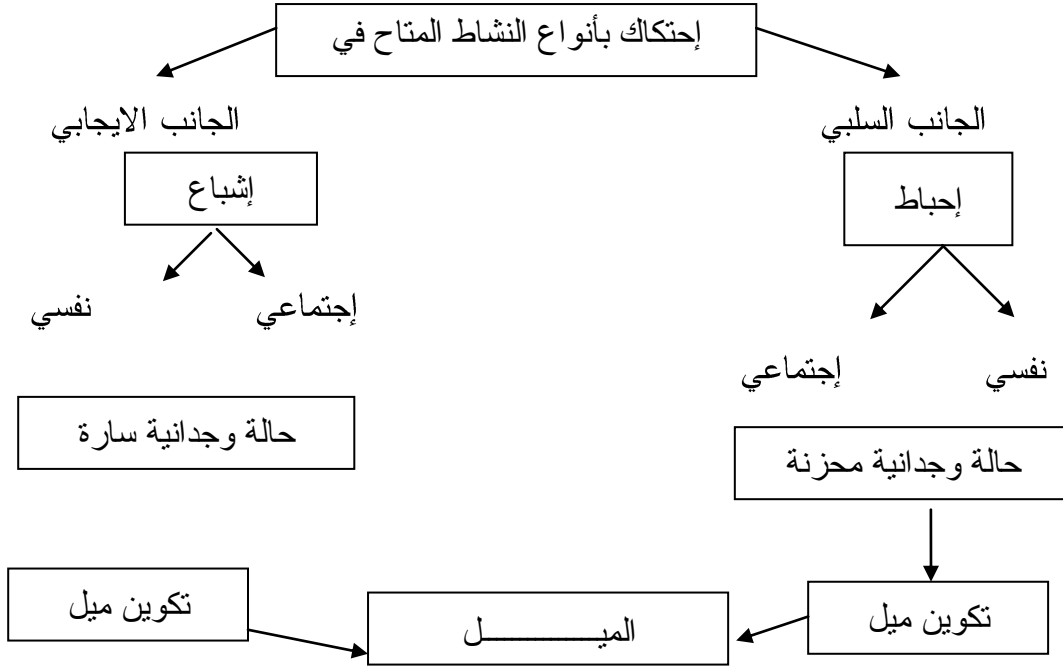 إحتكاك بأنواع النشاط المتاح في
الجانب السلبي
الجانب الايجابي
إحباط
إشباع
إجتماعي
نفسي
نفسي
إجتماعي
حالة وجدانية سارة
حالة وجدانية محزنة
تكوين ميل
تكوين ميل
الميـــــــــــــل